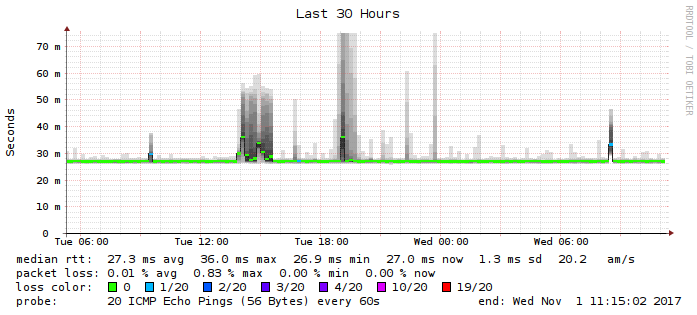 Last 30 Hours
RRDTOOL / TOBI OETIKER
Seconds
70 m
60 m
50 m
40 m
30 m
20 m
10 m
0
Tue 06:00 Tue 12:00 Tue 18:00 Wed 00:00 Wed 06:00
median rtt: 27.3 ms avg 36.0 ms max 26.9 ms min 27.0 ms now 1.3 ms sd 20.2 am/s
packet loss: 0.01 % avg 0.83 % max 0.00 % min 0.00 % now
loss color: 0 1/20 2/20 3/20 4/20 10/20 19/20
probe: 20 ICMP Echo Pings (56 Bytes) every 60s end: Wed Nov 1 11:15:02 2017